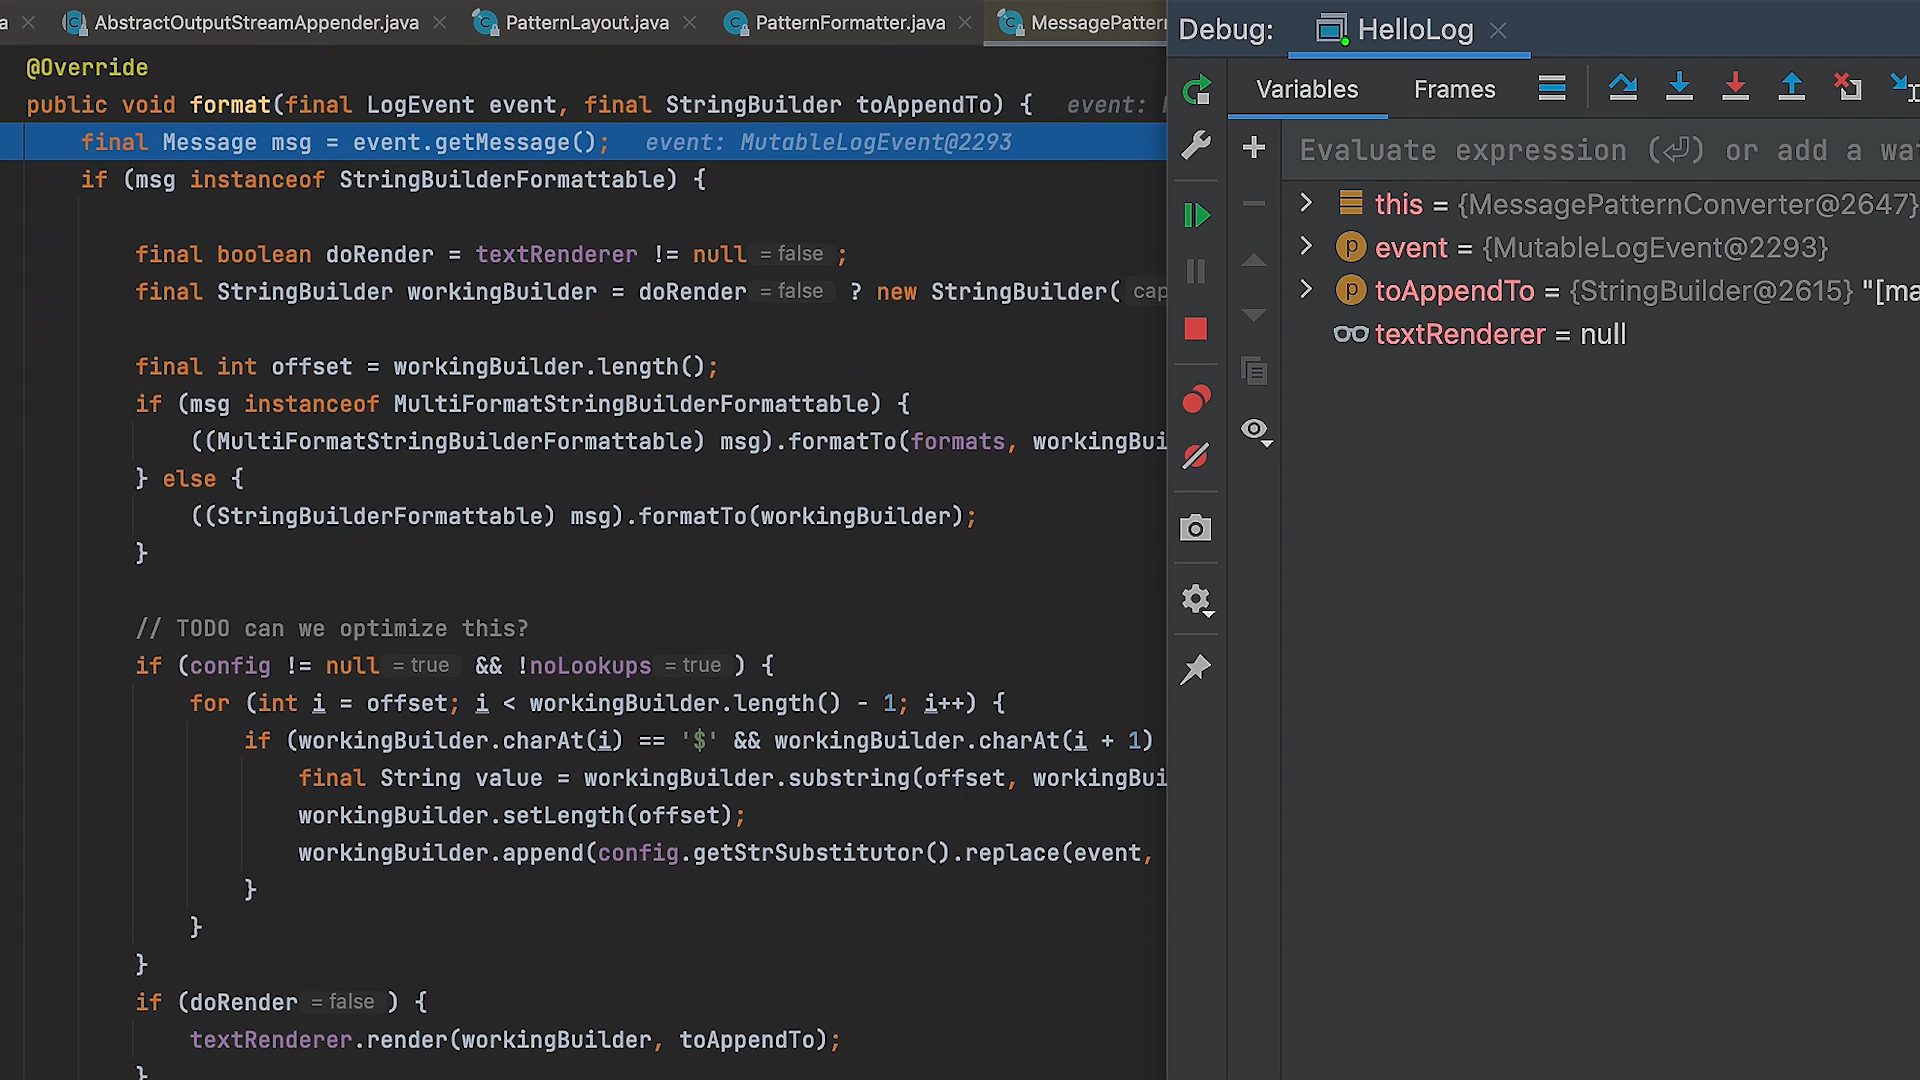 a
AbstractOutputStreamAppender.java
PatternLayout.java
PatternFormatter.java
MessagePattern
@Override
public void format(final LogEvent event, final StringBuilder toAppendTo) { event:
final Message msg = event.getMessage(); event: MutableLogEvent@2293
if (msg instanceof StringBuilderFormattable) {
final boolean doRender = textRenderer != null = false ;
final StringBuilder workingBuilder = doRender = false ? new StringBuilder( cap
final int offset = workingBuilder.length();
if (msg instanceof MultiFormatStringBuilderFormattable) {
((MultiFormatStringBuilderFormattable) msg).formatTo(formats, workingBui
} else {
((StringBuilderFormattable) msg).formatTo(workingBuilder);
}
// TODO can we optimize this?
if (config != null = true && !noLookups = true ) {
for (int i = offset; i < workingBuilder.length() - 1; i++) {
if (workingBuilder.charAt(i) == '$' && workingBuilder.charAt(i + 1)
final String value = workingBuilder.substring(offset, workingBui
workingBuilder.setLength(offset);
workingBuilder.append(config.getStrSubstitutor().replace(event,
}
}
}
if (doRender = false ) {
textRenderer.render(workingBuilder, toAppendTo);
}
Debug:
HelloLog
Variables
Frames
Evaluate expression (⏎) or add a wat
this = {MessagePatternConverter@2647}
event = {MutableLogEvent@2293}
toAppendTo = {StringBuilder@2615} "[ma
textRenderer = null